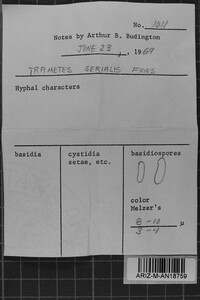 No. 1011
Notes by Arthur B. Budington
JUNE 23, 1969
TRAMETES SERIALIS FRIES
Hyphal characters
basidia
cystidia
setae, etc.
basidiospores
color
Melzer's
8-10
3-4 µ
ARIZ-M-AN18759